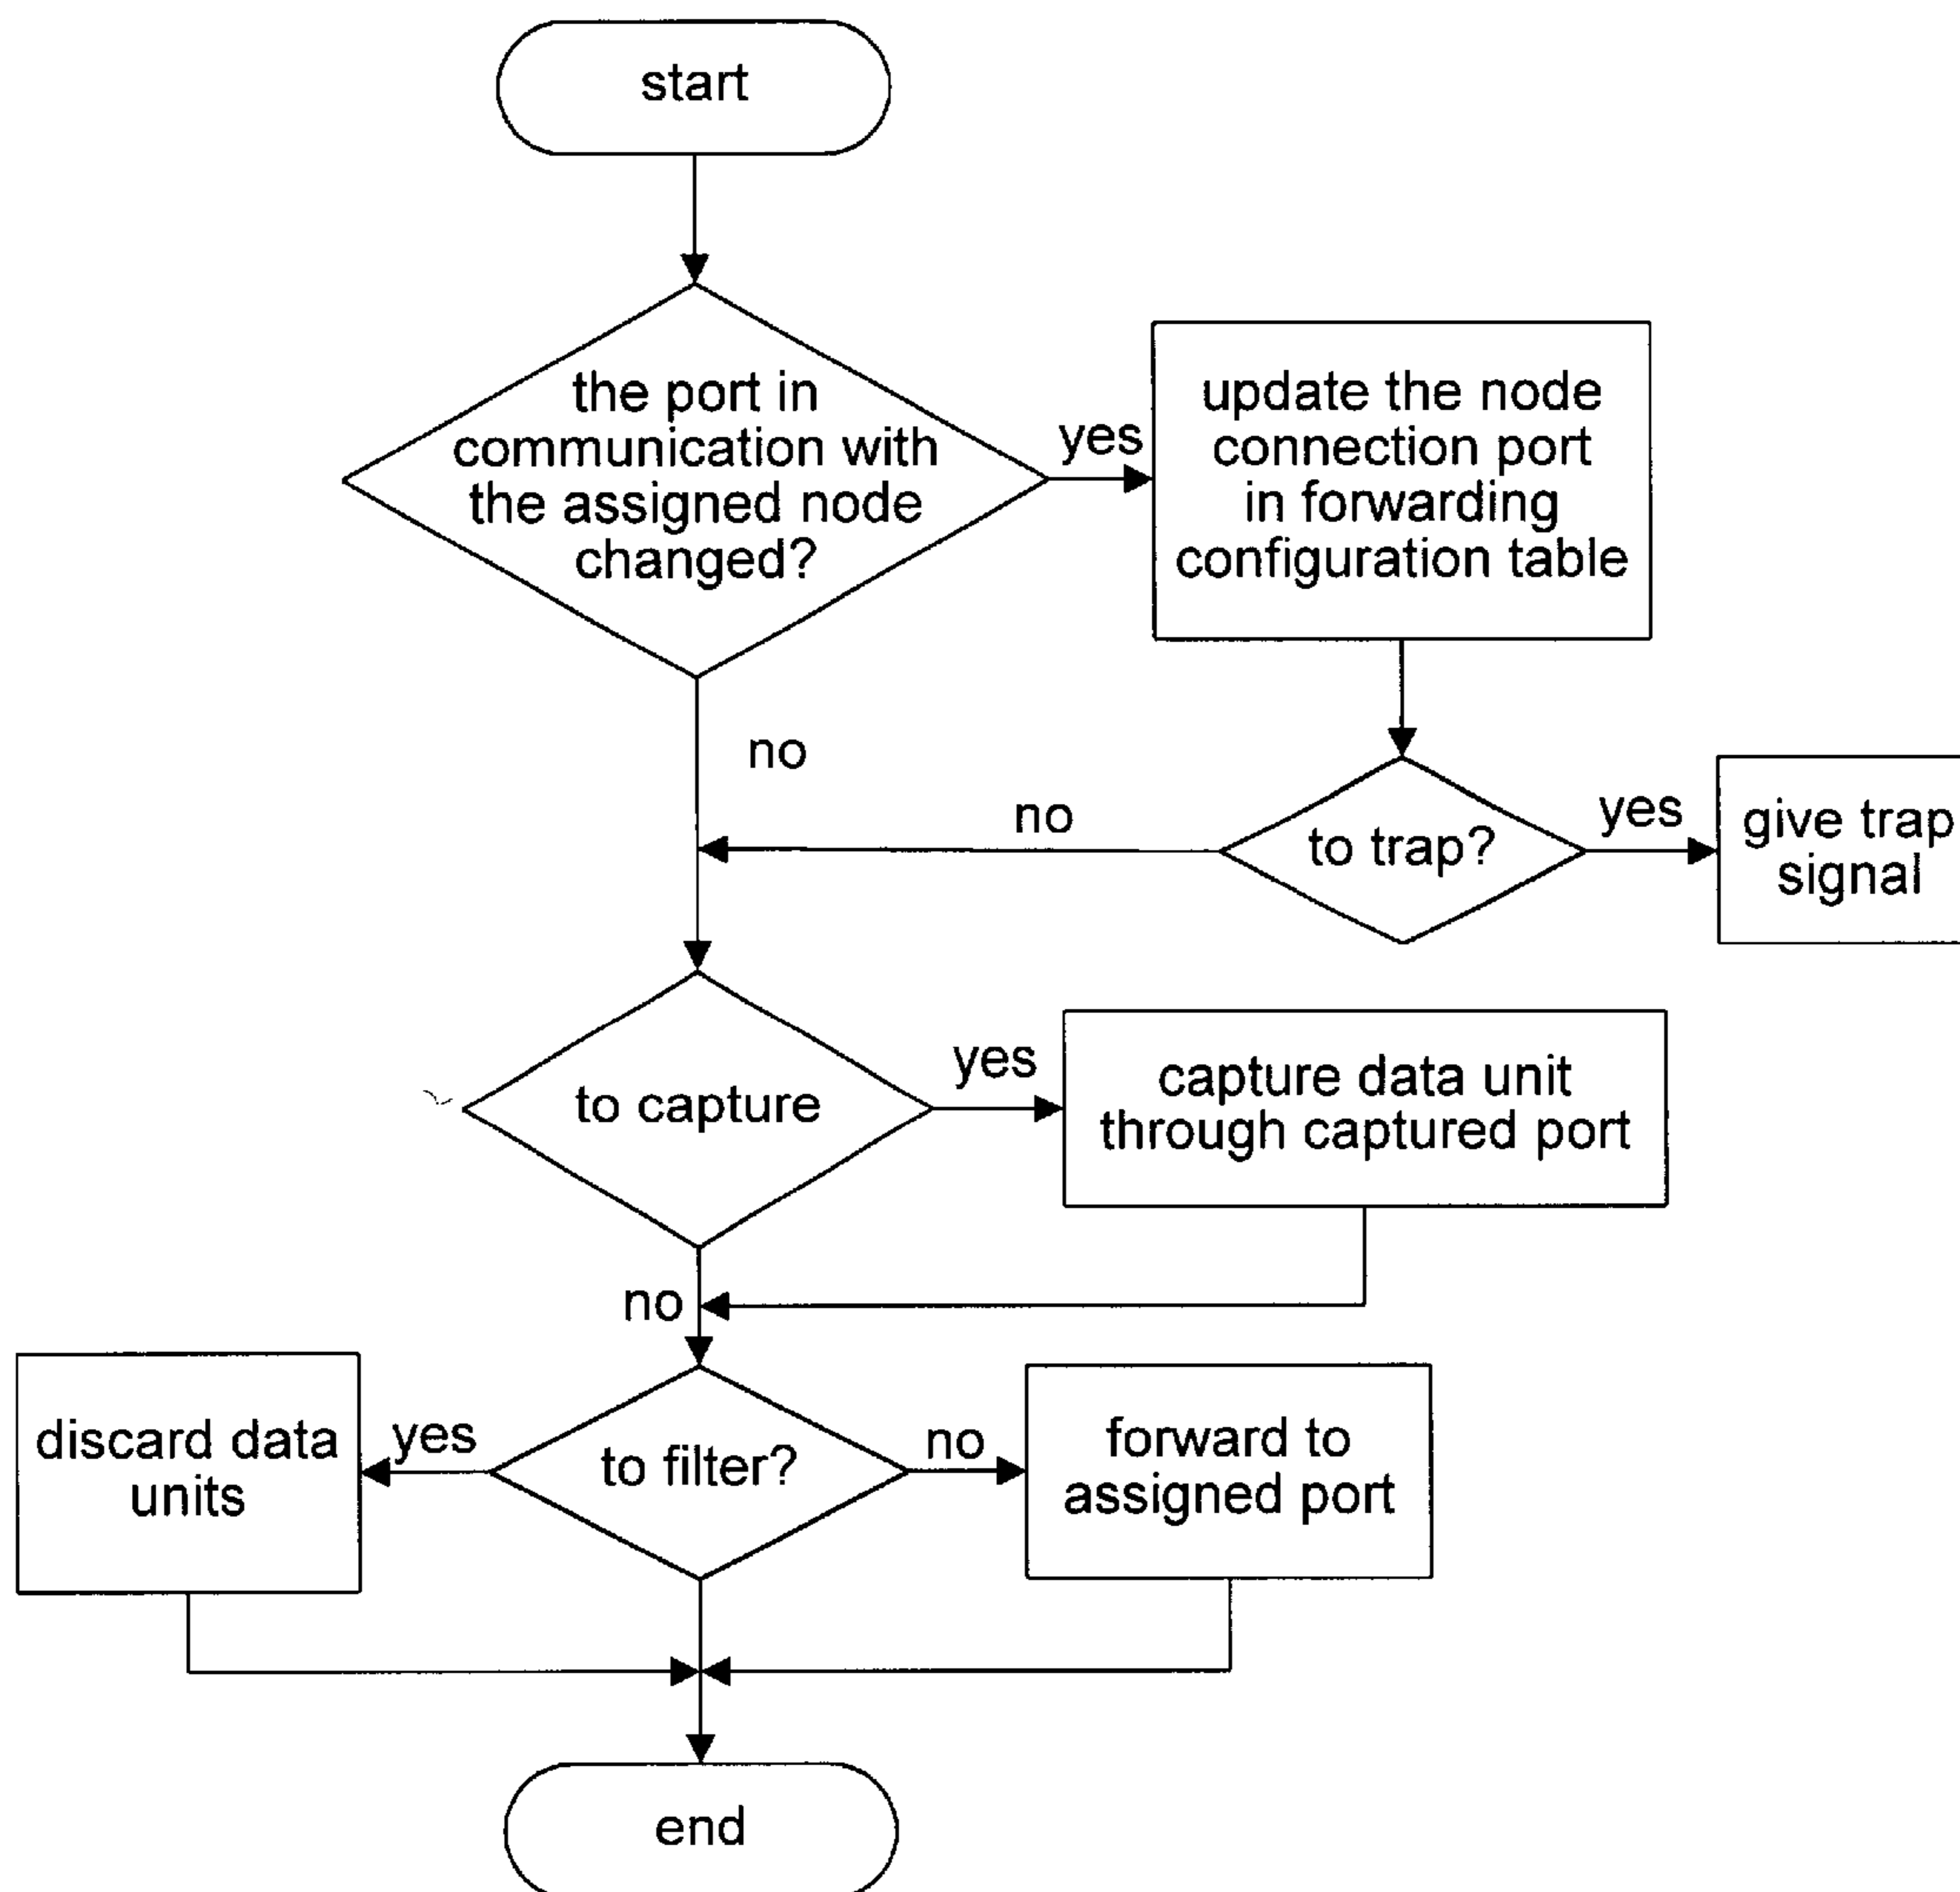 start
the port in
communication with
the assigned node
changed?
yes
update the node
connection port
in forwarding
configuration table
no
no
to trap?
yes
give trap
signal
to capture
yes
capture data unit
through captured port
no
discard data
units
yes
to filter?
no
forward to
assigned port
end